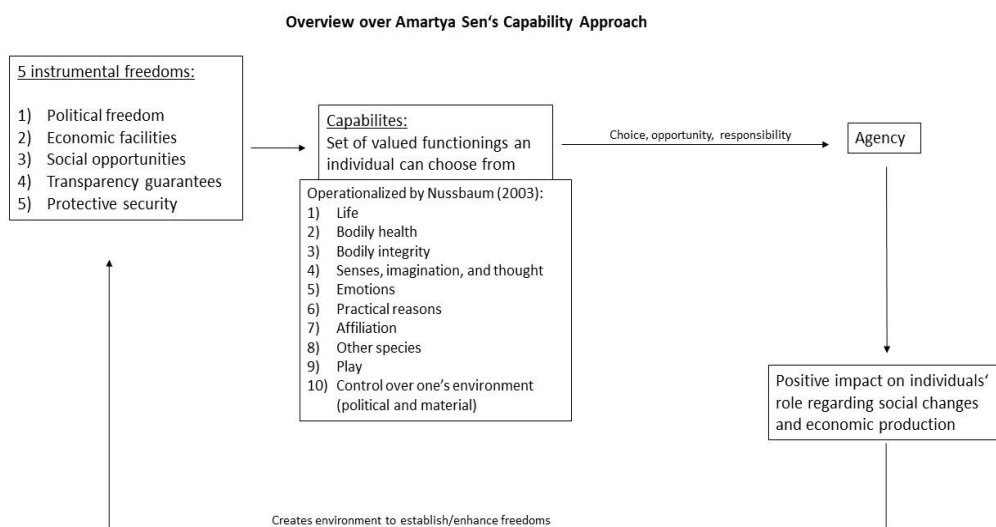 Overview over Amartya Sen‘s Capability Approach
5 instrumental freedoms:
1) Political freedom
2) Economic facilities
3) Social opportunities
4) Transparency guarantees
5) Protective security
Capabilites:
Set of valued functionings an
individual can choose from
Operationalized by Nussbaum (2003):
1) Life
2) Bodily health
3) Bodily integrity
4) Senses, imagination, and thought
5) Emotions
6) Practical reasons
7) Affiliation
8) Other species
9) Play
10) Control over one’s environment
(political and material)
Choice, opportunity, responsibility
Agency
Positive impact on individuals‘
role regarding social changes
and economic production
Creates environment to establish/enhance freedoms